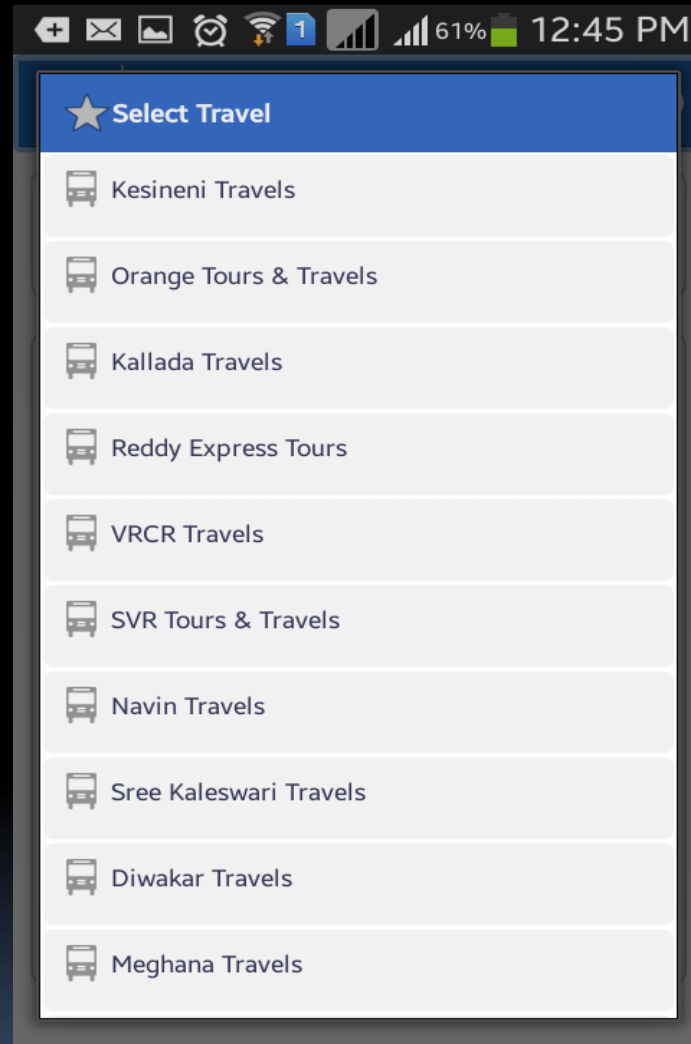 1 61% 12:45 PM
Select Travel
Kesineni Travels
Orange Tours & Travels
Kallada Travels
Reddy Express Tours
VRCR Travels
SVR Tours & Travels
Navin Travels
Sree Kaleswari Travels
Diwakar Travels
Meghana Travels